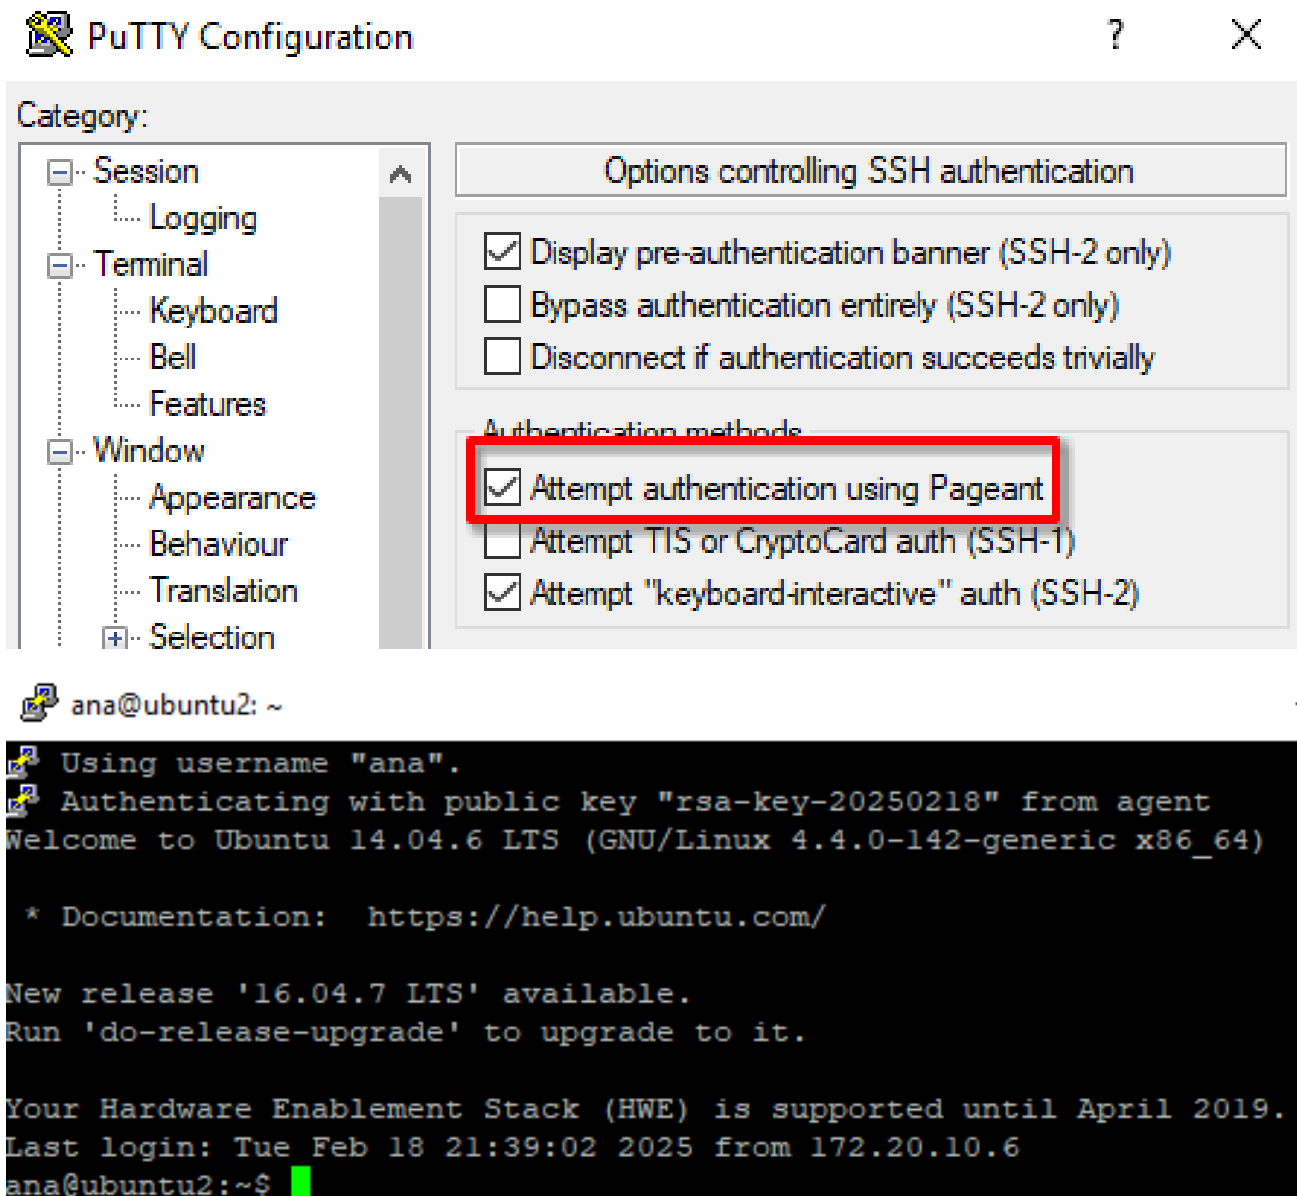 PuTTY Configuration
?
Category:
Session
Logging
Terminal
Keyboard
Bell
Features
Window
Appearance
Behaviour
Translation
Selection
Options controlling SSH authentication
Display pre-authentication banner (SSH-2 only)
Bypass authentication entirely (SSH-2 only)
Disconnect if authentication succeeds trivially
Authentication methods
Attempt authentication using Pageant
Attempt TIS or CryptoCard auth (SSH-1)
Attempt "keyboard-interactive" auth (SSH-2)
ana@ubuntu2: ~
Using username "ana".
Authenticating with public key "rsa-key-20250218" from agent
Welcome to Ubuntu 14.04.6 LTS (GNU/Linux 4.4.0-142-generic x86_64)
* Documentation:  https://help.ubuntu.com/
New release '16.04.7 LTS' available.
Run 'do-release-upgrade' to upgrade to it.
Your Hardware Enablement Stack (HWE) is supported until April 2019.
Last login: Tue Feb 18 21:39:02 2025 from 172.20.10.6
ana@ubuntu2:~$